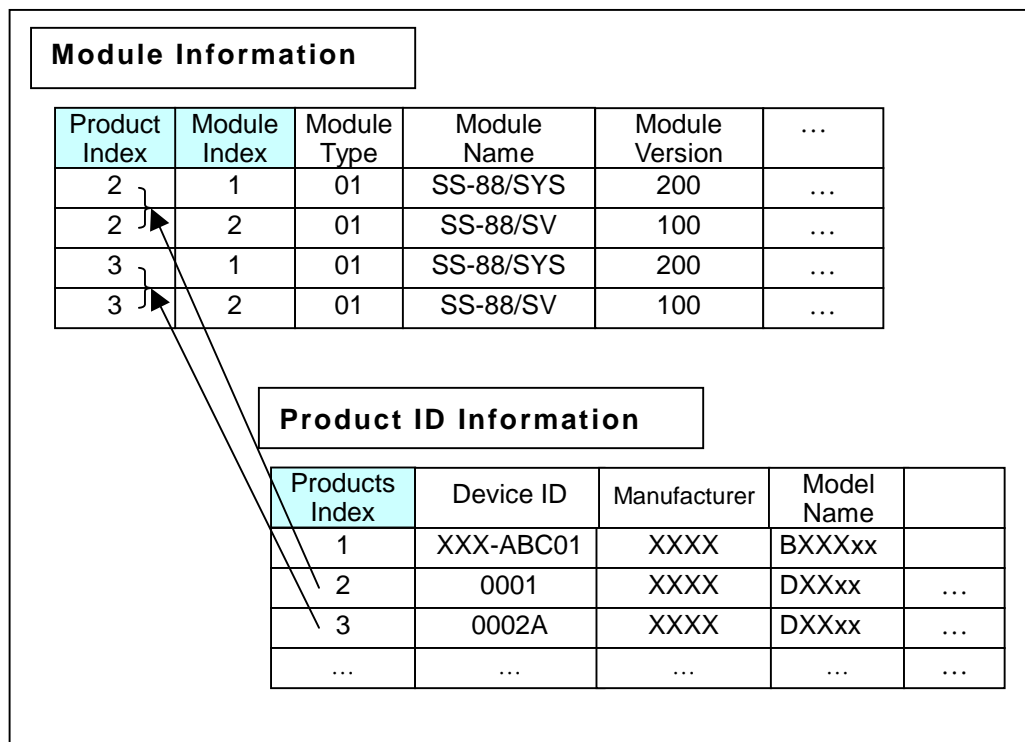 Module Information
Product Index Module Index Module Type Module Name Module Version …
2 1 01 SS-88/SYS 200 …
2 2 01 SS-88/SV 100 …
3 1 01 SS-88/SYS 200 …
3 2 01 SS-88/SV 100 …
Product ID Information
Products Index Device ID Manufacturer Model Name
1 XXX-ABC01 XXXX BXXXxx
2 0001 XXXX DXXxx …
3 0002A XXXX DXXxx …
… … … … …